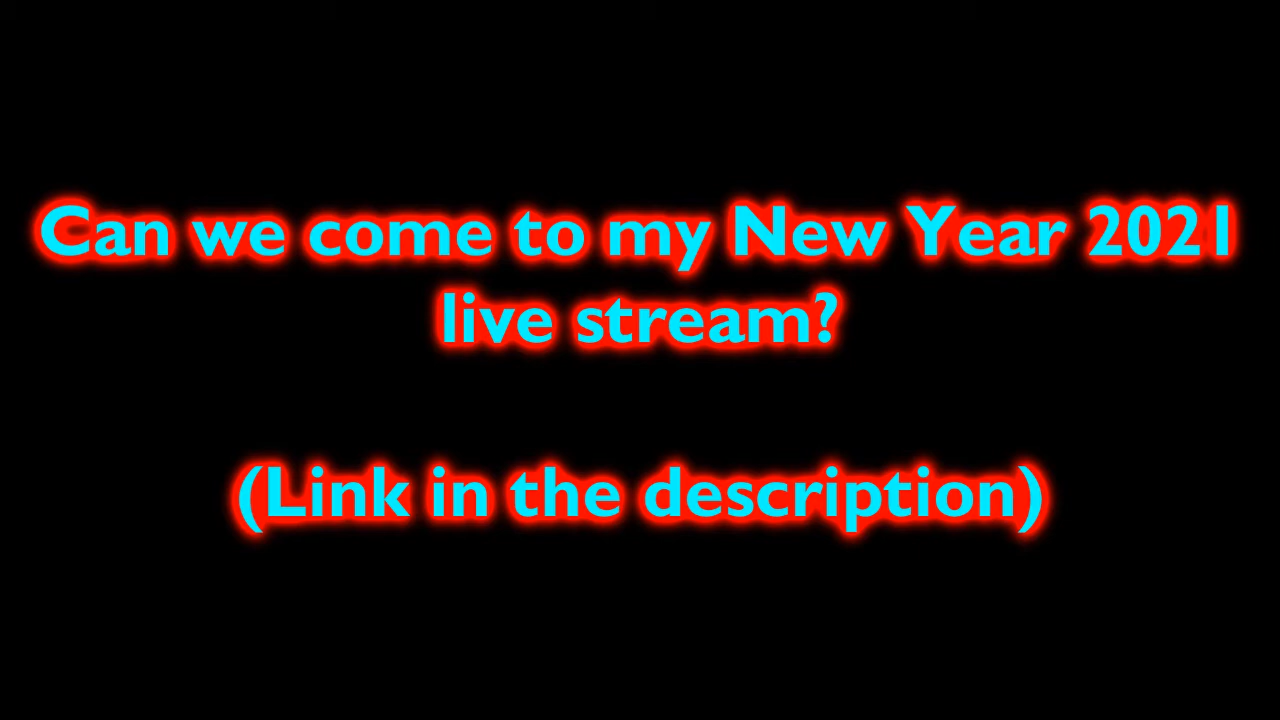 Can we come to my New Year 2021
live stream?
(Link in the description)